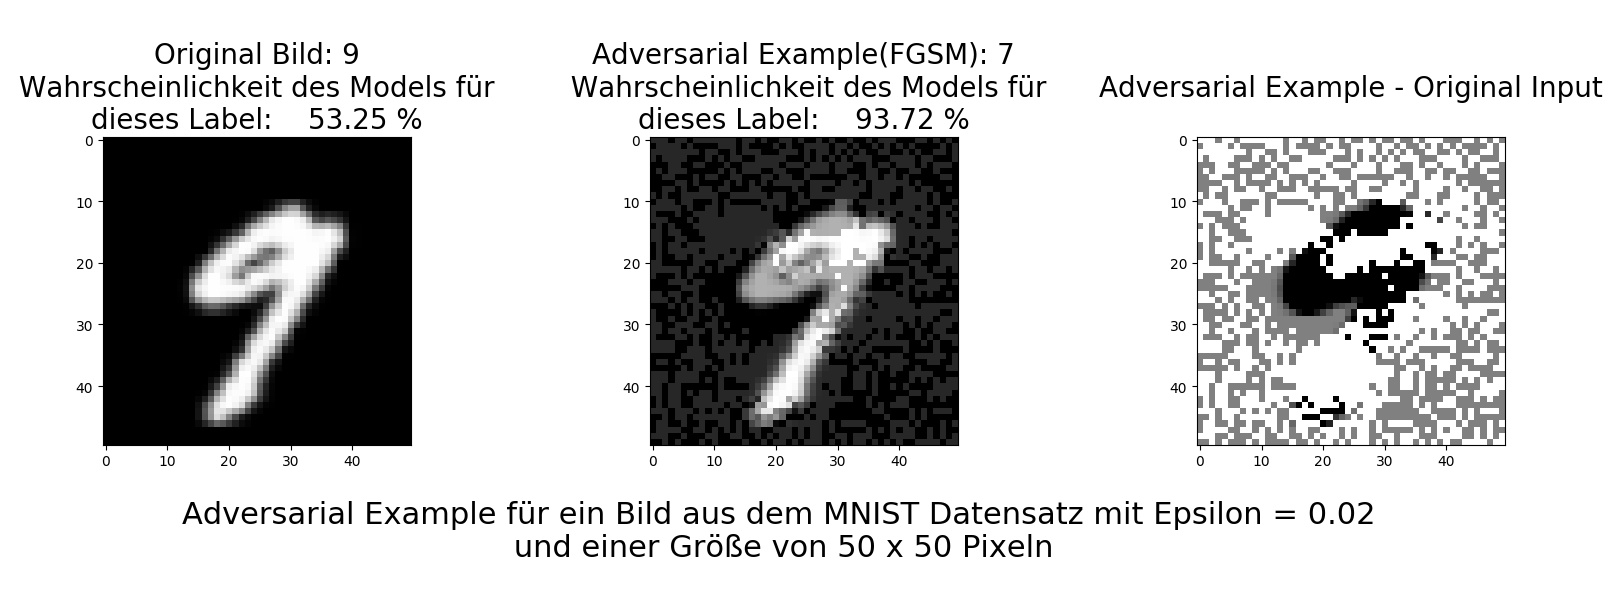 Original Bild: 9
Wahrscheinlichkeit des Models für
dieses Label: 53.25 %
Adversarial Example(FGSM): 7
Wahrscheinlichkeit des Models für
dieses Label: 93.72 %
Adversarial Example - Original Input
0
10
20
30
40
0 10 20 30 40
0
10
20
30
40
0 10 20 30 40
0
10
20
30
40
0 10 20 30 40
9
9
Adversarial Example für ein Bild aus dem MNIST Datensatz mit Epsilon = 0.02
und einer Größe von 50 x 50 Pixeln